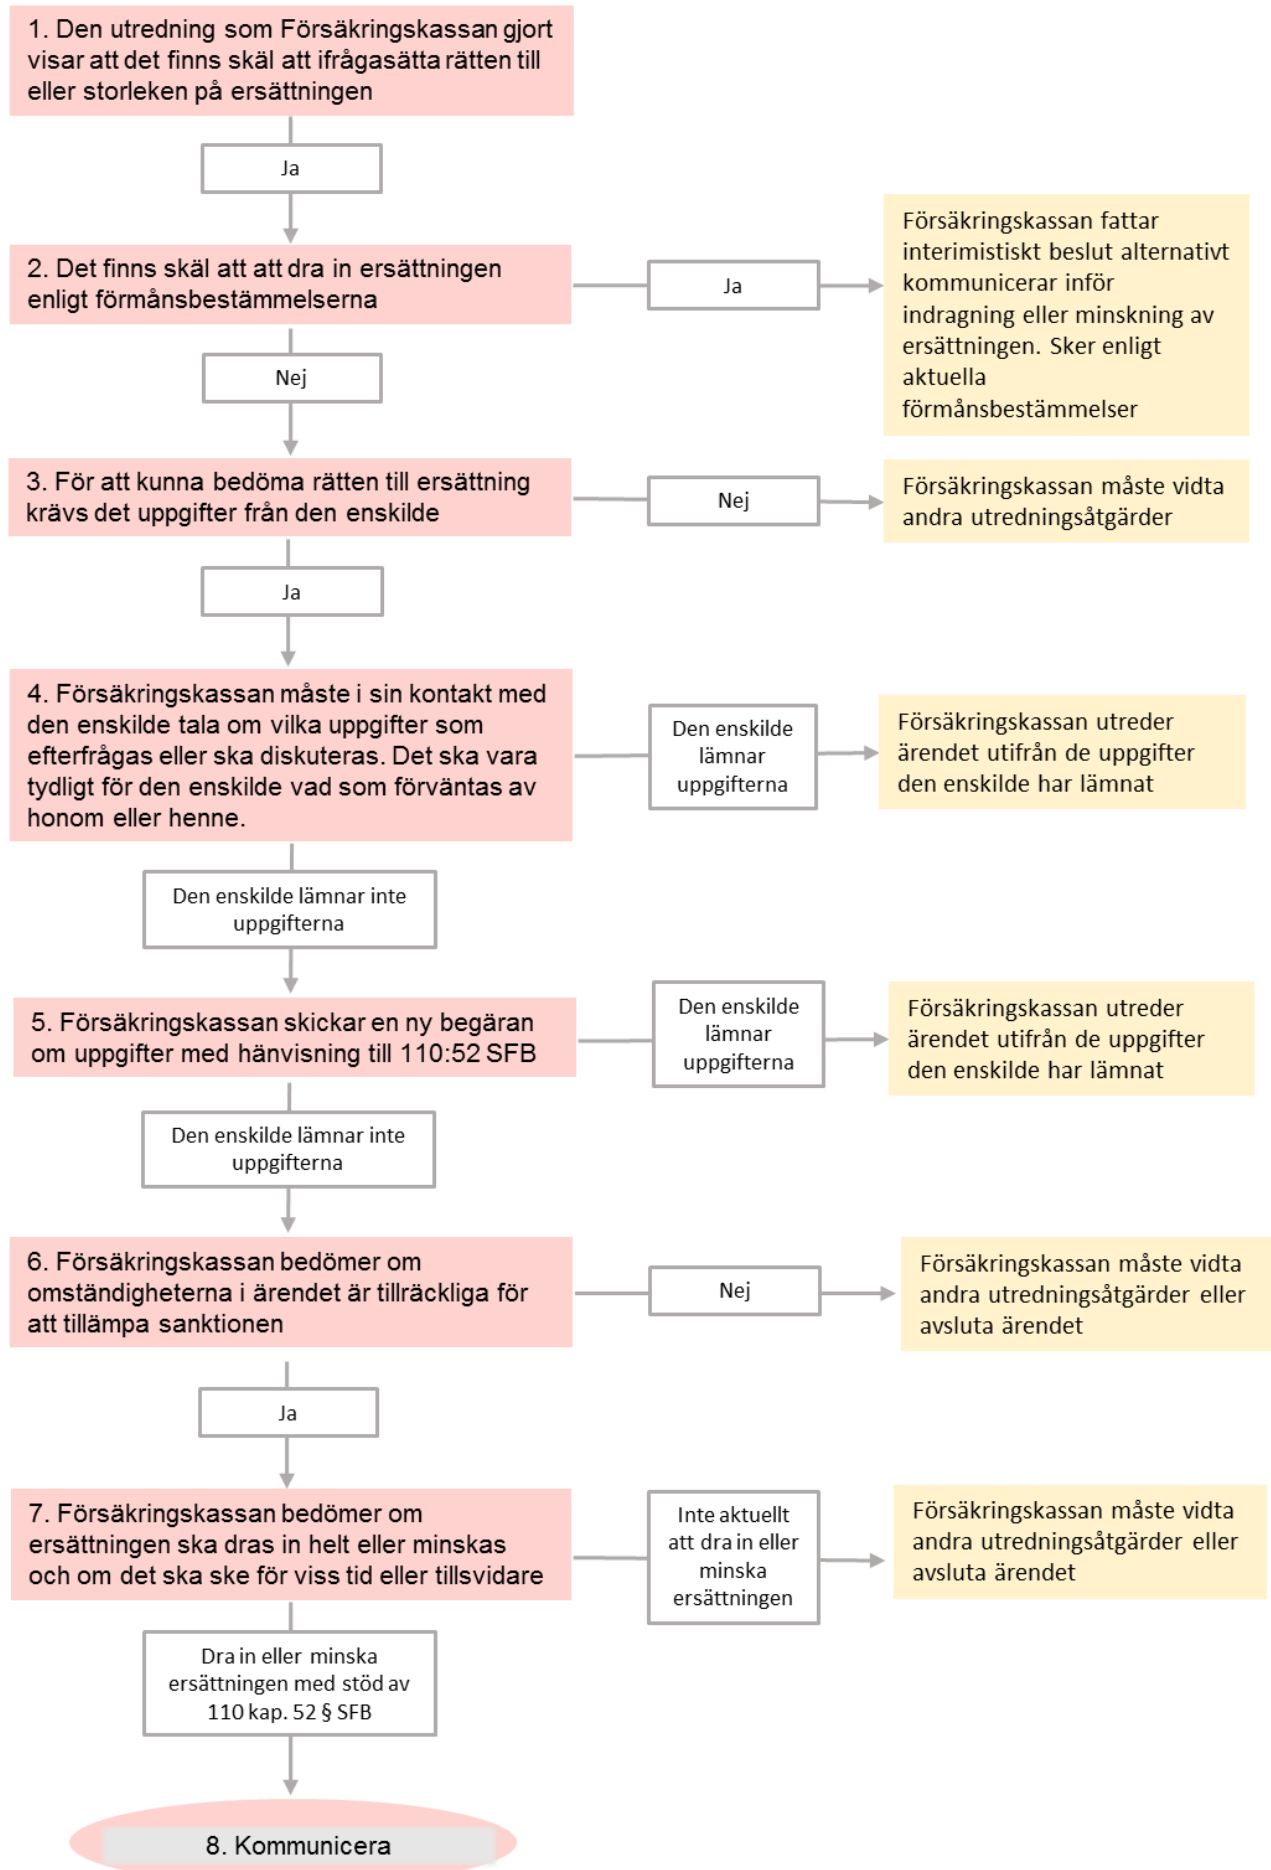 1. Den utredning som Försäkringskassan gjort
visar att det finns skäl att ifrågasätta rätten till
eller storleken på ersättningen
Ja
2. Det finns skäl att att dra in ersättningen
enligt förmånsbestämmelserna
Ja
Försäkringskassan fattar
interimistiskt beslut alternativt
kommunicerar inför
indragning eller minskning av
ersättningen. Sker enligt
aktuella
förmånsbestämmelser
Nej
3. För att kunna bedöma rätten till ersättning
krävs det uppgifter från den enskilde
Nej
Försäkringskassan måste vidta
andra utredningsåtgärder
Ja
4. Försäkringskassan måste i sin kontakt med
den enskilde tala om vilka uppgifter som
efterfrågas eller ska diskuteras. Det ska vara
tydligt för den enskilde vad som förväntas av
honom eller henne.
Den enskilde
lämnar
uppgifterna
Försäkringskassan utreder
ärendet utifrån de uppgifter
den enskilde har lämnat
Den enskilde lämnar inte
uppgifterna
5. Försäkringskassan skickar en ny begäran
om uppgifter med hänvisning till 110:52 SFB
Den enskilde
lämnar
uppgifterna
Försäkringskassan utreder
ärendet utifrån de uppgifter
den enskilde har lämnat
Den enskilde lämnar inte
uppgifterna
6. Försäkringskassan bedömer om
omständigheterna i ärendet är tillräckliga för
att tillämpa sanktionen
Nej
Försäkringskassan måste vidta
andra utredningsåtgärder eller
avsluta ärendet
Ja
7. Försäkringskassan bedömer om
ersättningen ska dras in helt eller minskas
och om det ska ske för viss tid eller tillsvidare
Inte aktuellt
att dra in eller
minska
ersättningen
Försäkringskassan måste vidta
andra utredningsåtgärder eller
avsluta ärendet
Dra in eller minska
ersättningen med stöd av
110 kap. 52 § SFB
8. Kommunicera